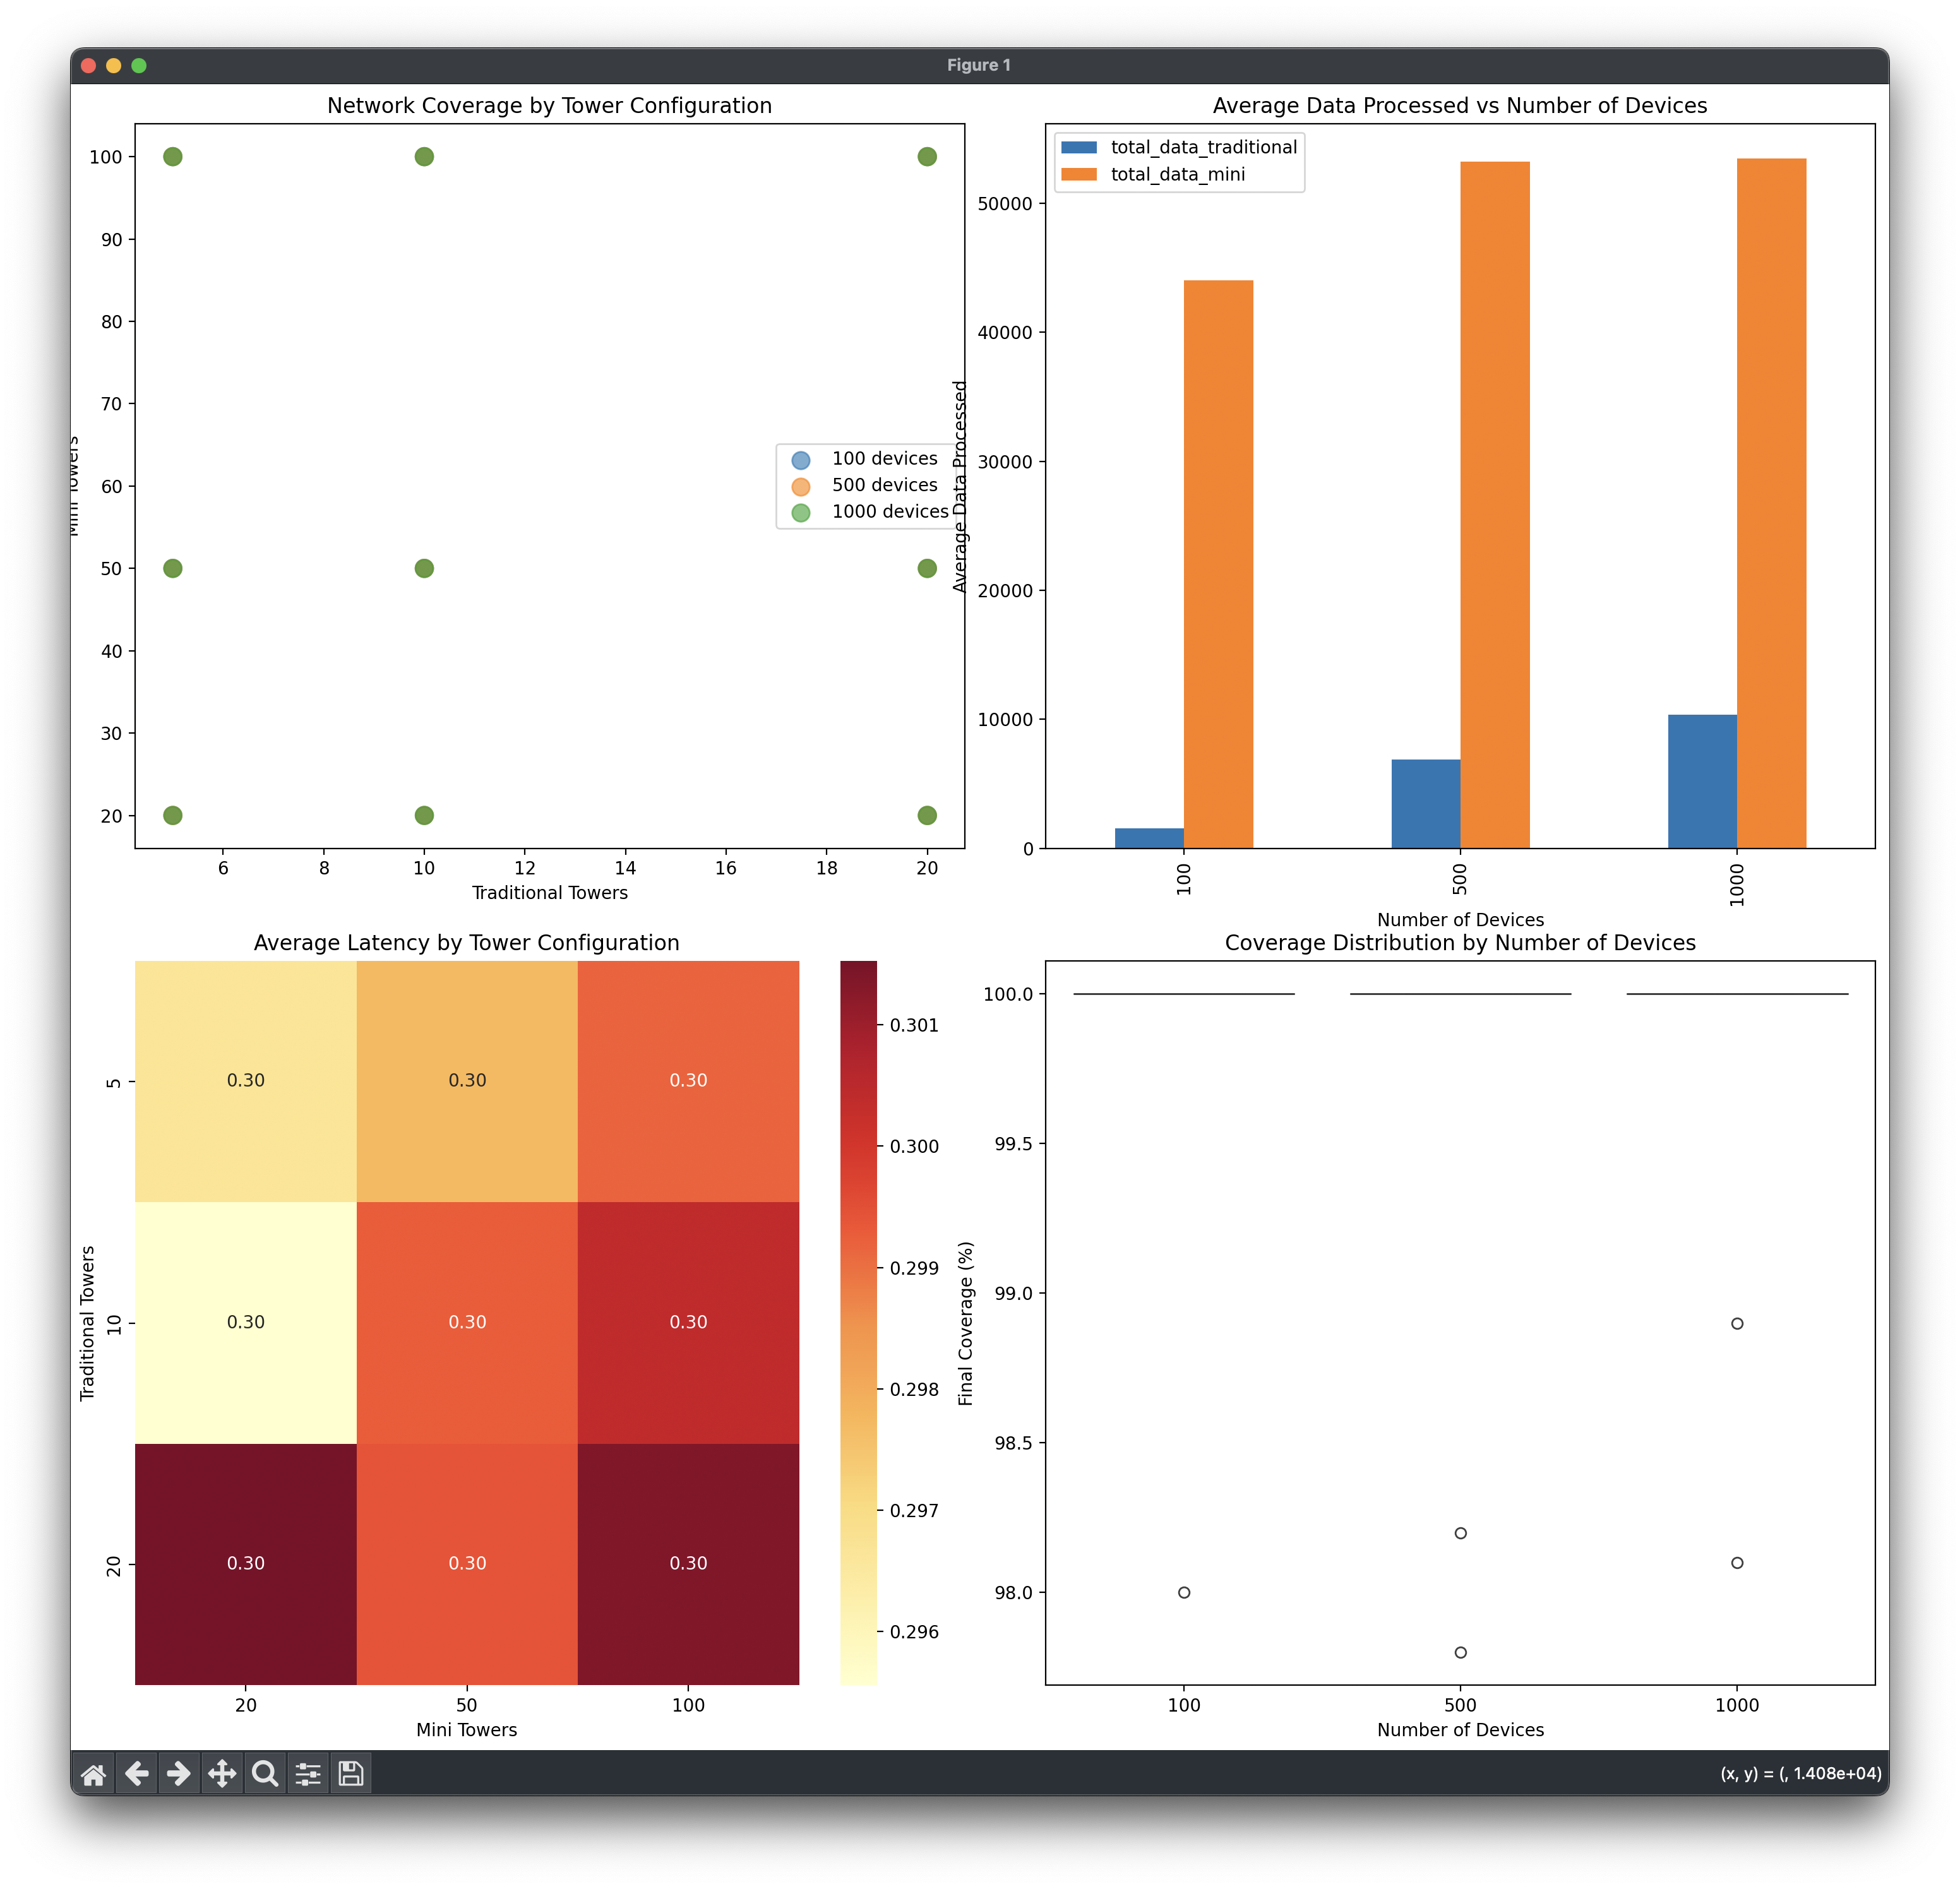 Figure 1
Network Coverage by Tower Configuration
100
90
80
70
60
50
40
30
20
Mini Towers
100 devices
500 devices
1000 devices
6
8
10
12
14
16
18
20
Traditional Towers
Average Data Processed vs Number of Devices
total_data_traditional
total_data_mini
50000
40000
30000
20000
10000
0
Average Data Processed
100
500
1000
Number of Devices
Average Latency by Tower Configuration
5
10
20
Traditional Towers
0.30
0.30
0.30
0.30
0.30
0.30
0.30
0.30
0.30
20
50
100
Mini Towers
0.301
0.300
0.299
0.298
0.297
0.296
Coverage Distribution by Number of Devices
100.0
99.5
99.0
98.5
98.0
Final Coverage (%)
100
500
1000
Number of Devices
(x, y) = (, 1.408e+04)